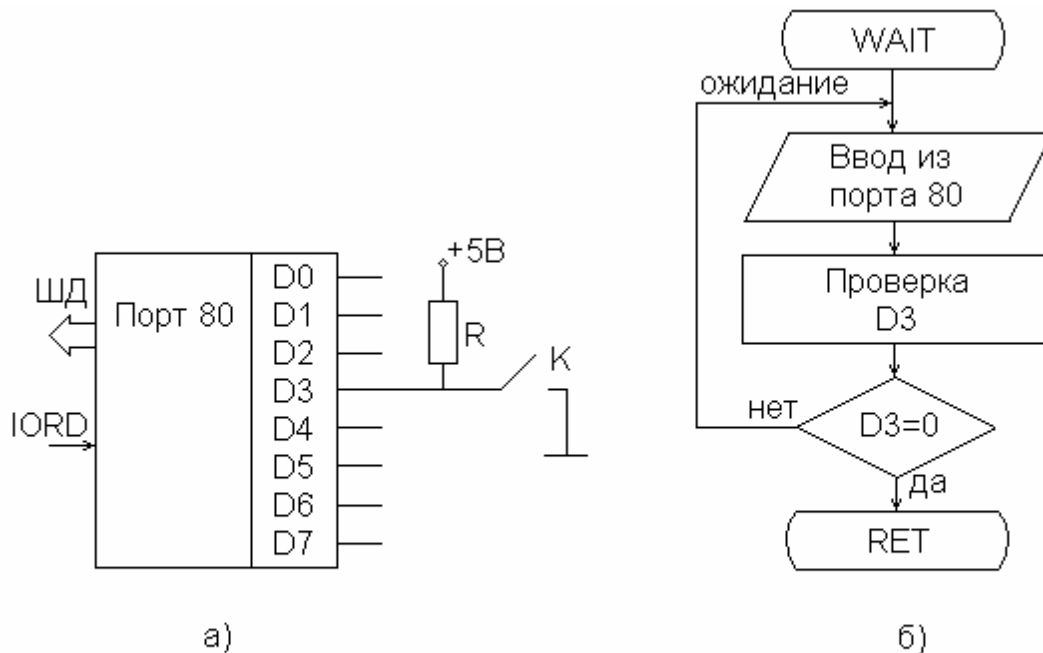 ШД
IORD
Порт 80
D0
D1
D2
D3
D4
D5
D6
D7
+5В
R
К
а)
WAIT
ожидание
Ввод из
порта 80
Проверка
D3
D3=0
нет
да
RET
б)